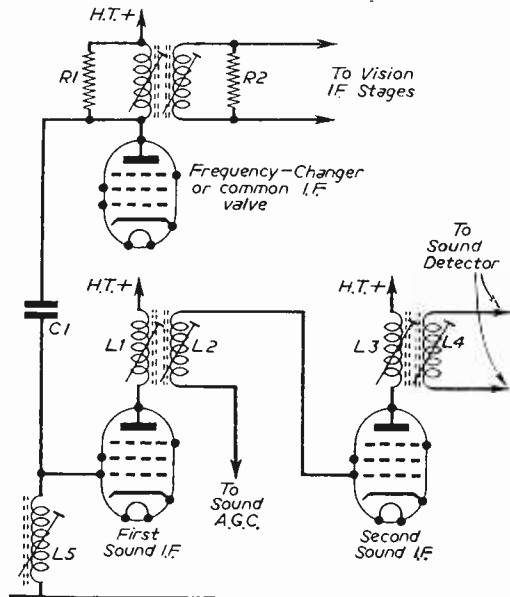 H.T.+
R1
R2
To Vision
I.F. Stages
Frequency-Changer
or common I.F.
valve
C1
H.T.+
L1
L2
H.T.+
L3
L4
To
Sound
Detector
To
Sound
A.G.C.
L5
First
Sound I.F.
Second
Sound I.F.